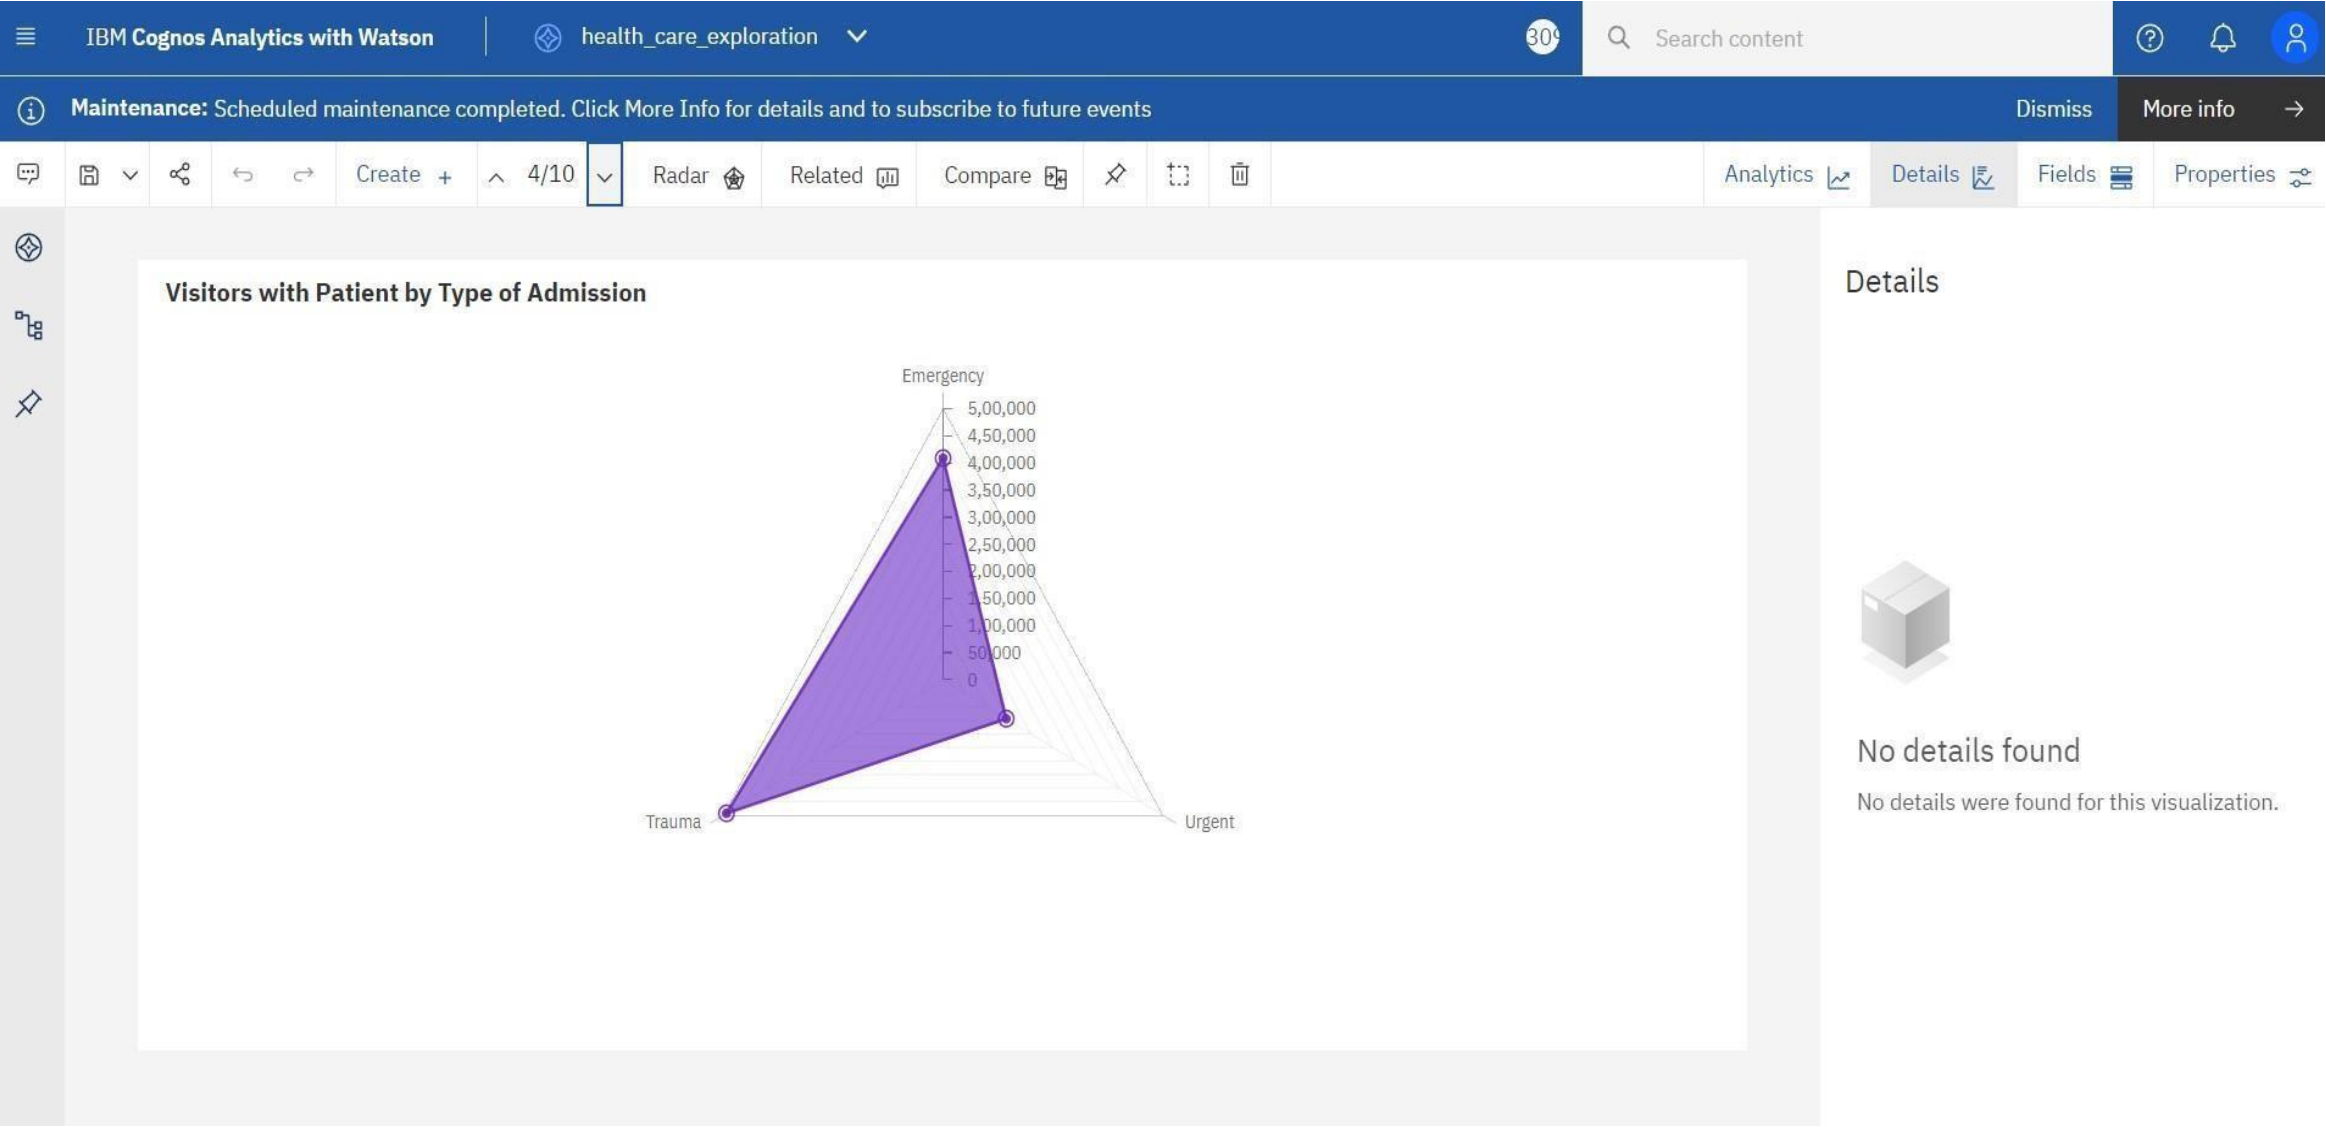 IBM Cognos Analytics with Watson health_care_exploration Search content
Maintenance: Scheduled maintenance completed. Click More Info for details and to subscribe to future events Dismiss More info
Create + 4/10 Radar Related Compare Analytics Details Fields Properties
Visitors with Patient by Type of Admission
Emergency
5,00,000
4,50,000
4,00,000
3,50,000
3,00,000
2,50,000
2,00,000
1,50,000
1,00,000
50,000
0
Trauma
Urgent
Details
No details found
No details were found for this visualization.